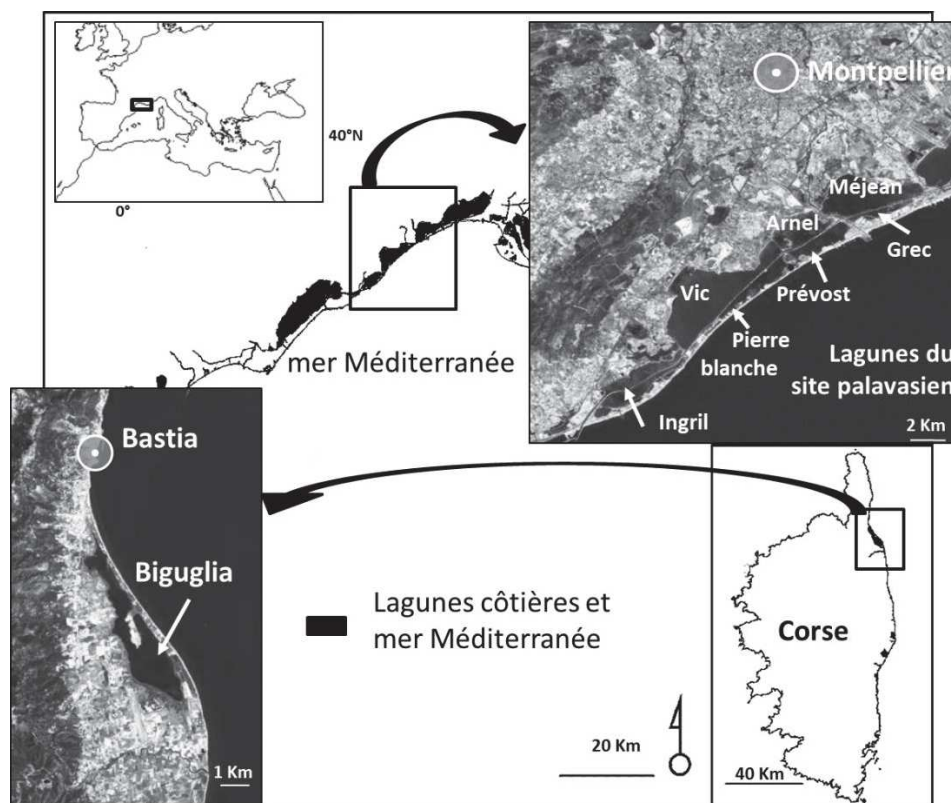 40°N
0°
Montpellier
Méjean
Arnel
Grec
Vic
Prévost
Pierre
blanche
Lagunes du
site palavasien
Ingril
2 Km
mer Méditerranée
Bastia
Biguglia
1 Km
Lagunes côtières et
mer Méditerranée
20 Km
Corse
40 Km